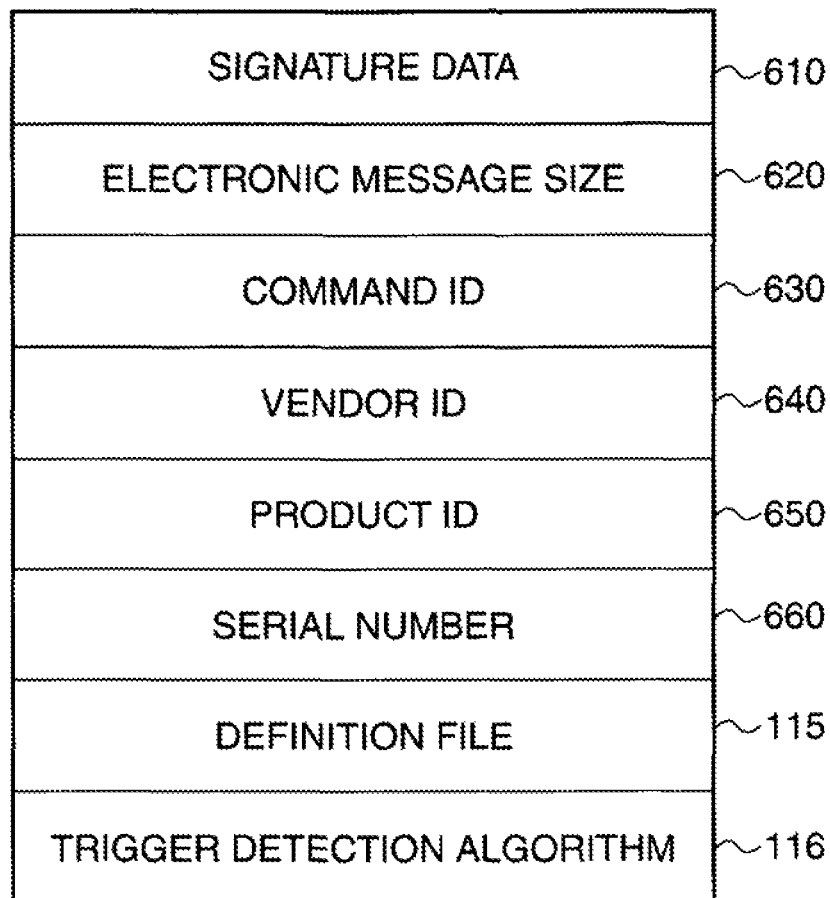 SIGNATURE DATA 610
ELECTRONIC MESSAGE SIZE 620
COMMAND ID 630
VENDOR ID 640
PRODUCT ID 650
SERIAL NUMBER 660
DEFINITION FILE 115
TRIGGER DETECTION ALGORITHM 116